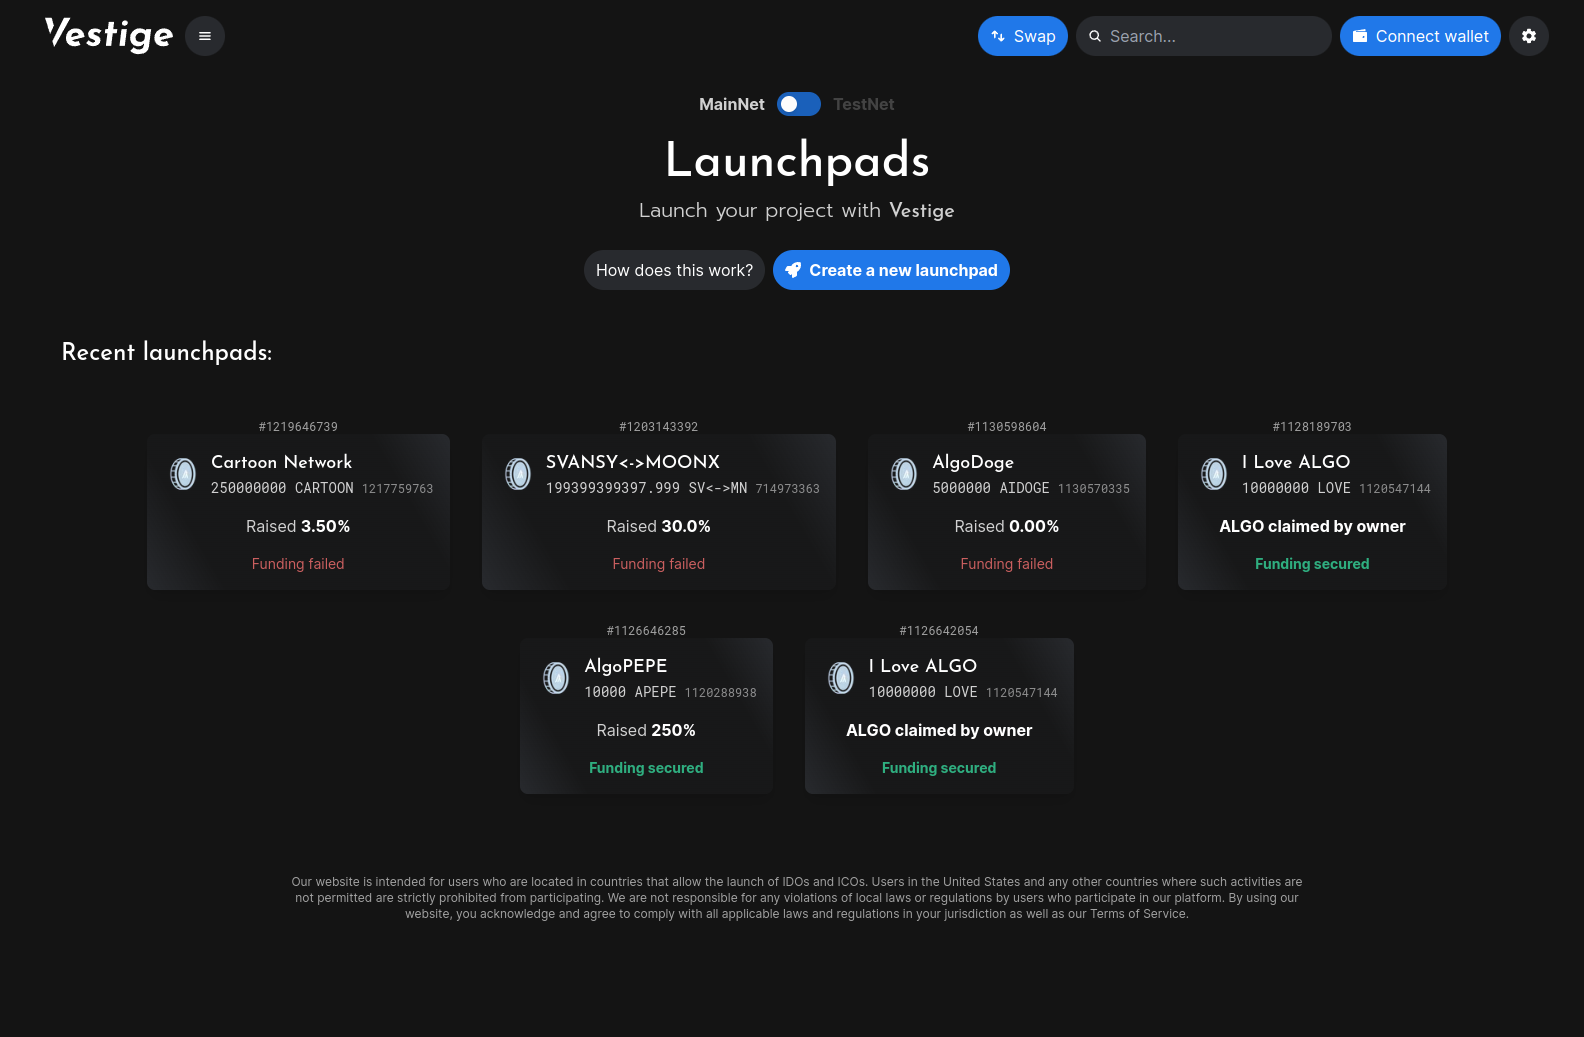 Vestige
Swap
Search...
Connect wallet
MainNet
TestNet
Launchpads
Launch your project with Vestige
How does this work?
Create a new launchpad
Recent launchpads:
#1219646739
Cartoon Network
250000000 CARTOON 1217759763
Raised 3.50%
Funding failed
#1203143392
SVANSY<->MOONX
199399399397.999 SV<->MN 714973363
Raised 30.0%
Funding failed
#1130598604
AlgoDoge
5000000 AIDOGE 1130570335
Raised 0.00%
Funding failed
#1128189703
I Love ALGO
10000000 LOVE 1120547144
ALGO claimed by owner
Funding secured
#1126646285
AlgoPEPE
10000 APEPE 1120288938
Raised 250%
Funding secured
#1126642054
I Love ALGO
10000000 LOVE 1120547144
ALGO claimed by owner
Funding secured
Our website is intended for users who are located in countries that allow the launch of IDOs and ICOs. Users in the United States and any other countries where such activities are
not permitted are strictly prohibited from participating. We are not responsible for any violations of local laws or regulations by users who participate in our platform. By using our
website, you acknowledge and agree to comply with all applicable laws and regulations in your jurisdiction as well as our Terms of Service.